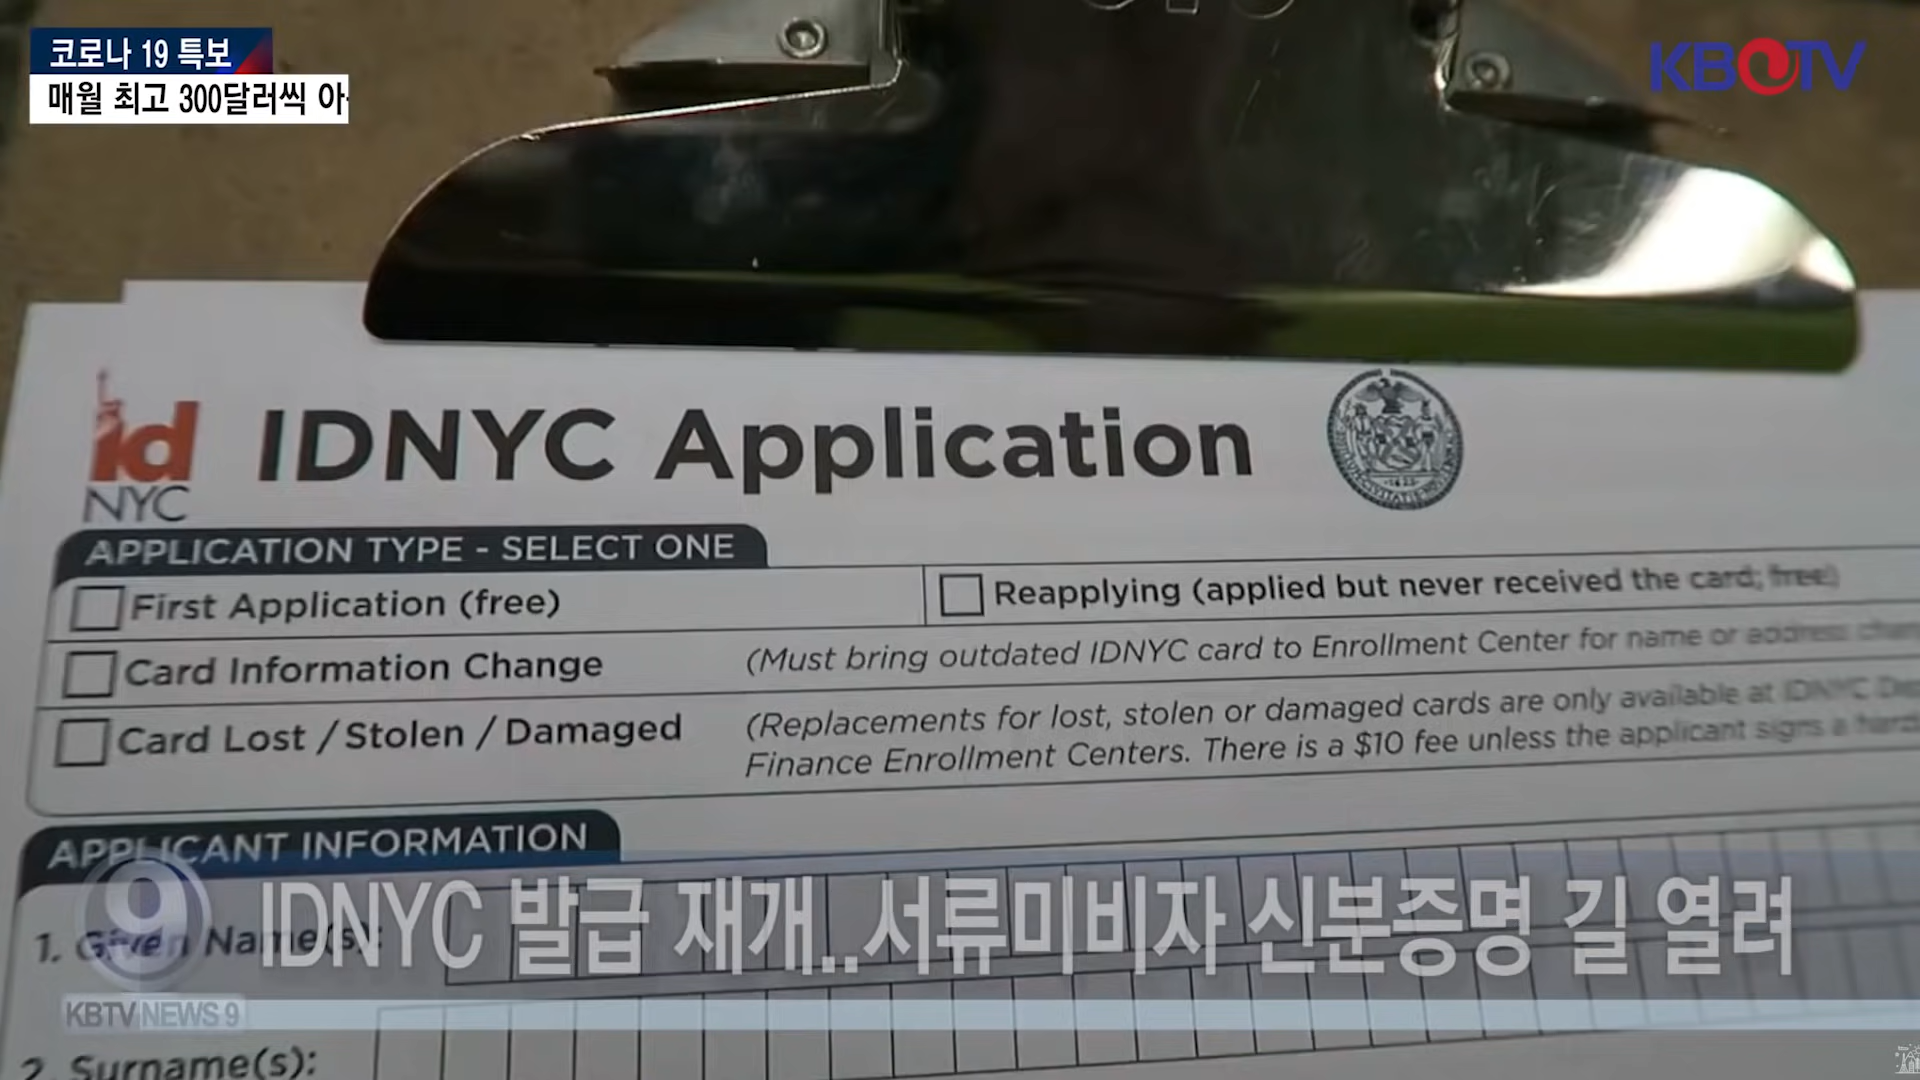 코로나 19 특보
매월 최고 300달러씩 아
KBTV
id
NYC
IDNYC Application
APPLICATION TYPE - SELECT ONE
First Application (free)
Reapplying (applied but never received the card; free)
Card Information Change
(Must bring outdated IDNYC card to Enrollment Center for name or address
Card Lost / Stolen / Damaged
(Replacements for lost, stolen or damaged cards are only available at IDNYC
Finance Enrollment Centers. There is a $10 fee unless the applicant signs a
APPLICANT INFORMATION
1. Given Name(s):
9
IDNYC 발급 재개..서류미비자 신분증명 길 열려
KBTV NEWS 9
2. Surname(s):